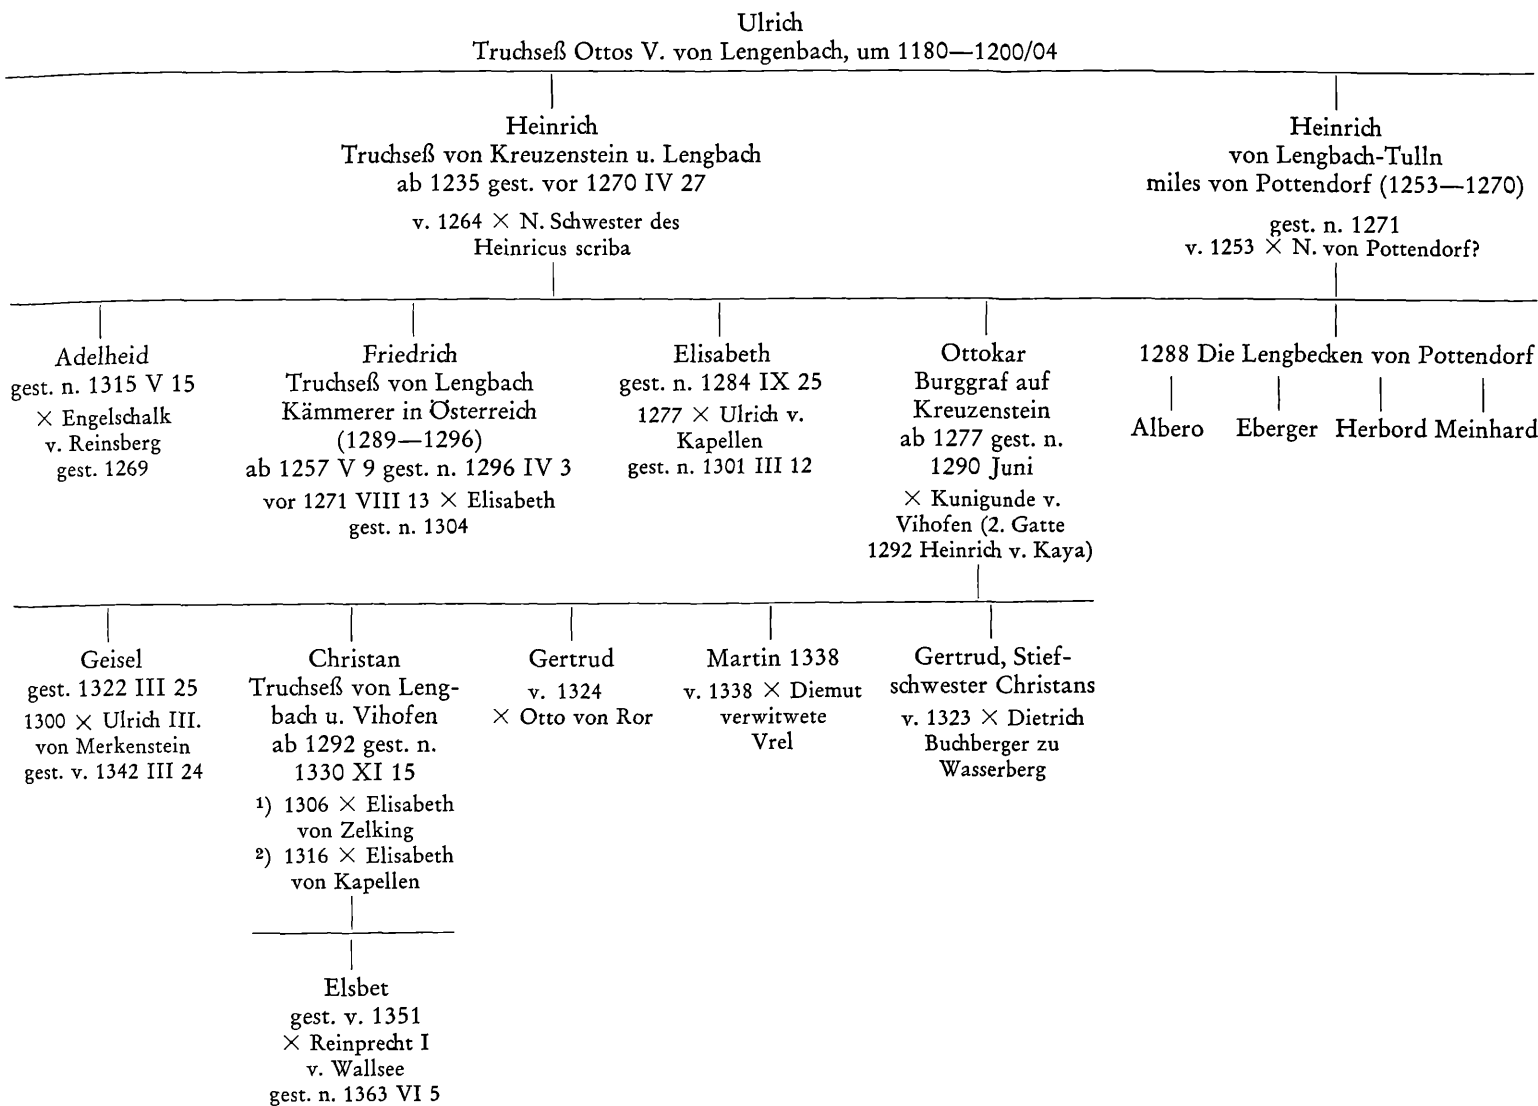 Ulrich
Truchseß Ottos V. von Lengenbach, um 1180—1200/04
Heinrich
Truchseß von Kreuzenstein u. Lengbach
ab 1235 gest. vor 1270 IV 27
v. 1264 × N. Schwester des
Heinricus scriba
Heinrich
von Lengbach-Tulln
miles von Pottendorf (1253—1270)
gest. n. 1271
v. 1253 × N. von Pottendorf?
Adelheid
gest. n. 1315 V 15
× Engelschalk
v. Reinsberg
gest. 1269
Friedrich
Truchseß von Lengbach
Kämmerer in Österreich
(1289—1296)
ab 1257 V 9 gest. n. 1296 IV 3
vor 1271 VIII 13 × Elisabeth
gest. n. 1304
Elisabeth
gest. n. 1284 IX 25
1277 × Ulrich v.
Kapellen
gest. n. 1301 III 12
Ottokar
Burggraf auf
Kreuzenstein
ab 1277 gest. n.
1290 Juni
× Kunigunde v.
Vihofen (2. Gatte
1292 Heinrich v. Kaya)
1288 Die Lengbecken von Pottendorf
Albero Eberger Herbord Meinhard
Geisel
gest. 1322 III 25
1300 × Ulrich III.
von Merkenstein
gest. v. 1342 III 24
Christan
Truchseß von Leng-
bach u. Vihofen
ab 1292 gest. n.
1330 XI 15
¹) 1306 × Elisabeth
von Zelking
²) 1316 × Elisabeth
von Kapellen
Gertrud
v. 1324
× Otto von Ror
Martin 1338
v. 1338 × Diemut
verwitwete
Vrel
Gertrud, Stief-
schwester Christans
v. 1323 × Dietrich
Buchberger zu
Wasserberg
Elsbet
gest. v. 1351
× Reinprecht I
v. Wallsee
gest. n. 1363 VI 5